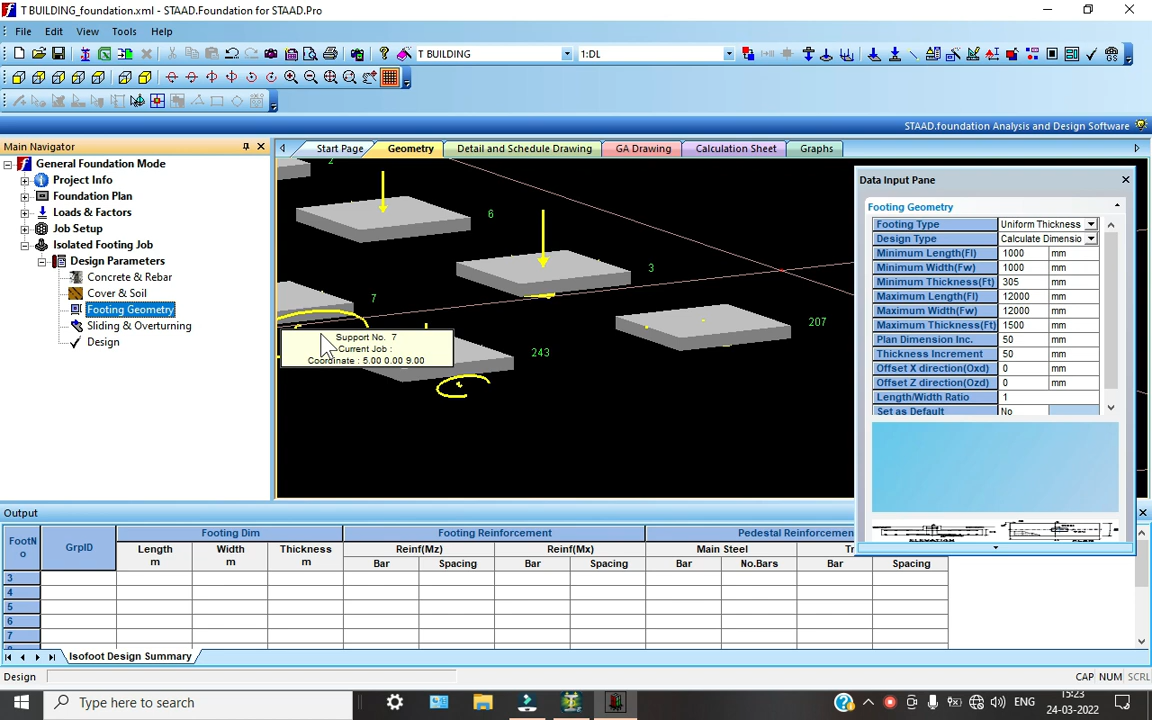 T BUILDING_foundation.xml - STAAD.Foundation for STAAD.Pro
File Edit View Tools Help
T BUILDING 1:DL
STAAD.foundation Analysis and Design Software
Main Navigator
General Foundation Mode
Project Info
Foundation Plan
Loads & Factors
Job Setup
Isolated Footing Job
Design Parameters
Concrete & Rebar
Cover & Soil
Footing Geometry
Sliding & Overturning
Design
Start Page Geometry Detail and Schedule Drawing GA Drawing Calculation Sheet Graphs
2
6
3
7
207
243
Support No. 7
Current Job :
Coordinate : 5.00 0.00 9.00
Data Input Pane
Footing Geometry
Footing Type Uniform Thickness
Design Type Calculate Dimensio
Minimum Length(Fl) 1000 mm
Minimum Width(Fw) 1000 mm
Minimum Thickness(Ft) 305 mm
Maximum Length(Fl) 12000 mm
Maximum Width(Fw) 12000 mm
Maximum Thickness(Ft) 1500 mm
Plan Dimension Inc. 50 mm
Thickness Increment 50 mm
Offset X direction(Oxd) 0 mm
Offset Z direction(Ozd) 0 mm
Length/Width Ratio 1
Set as Default No
ELEVATION PLAN
Output
FootN
o
GrpID
Footing Dim Footing Reinforcement Pedestal Reinforcemen
Length
m
Width
m
Thickness
m
Reinf(Mz) Reinf(Mx) Main Steel Tr
Bar Spacing Bar Spacing Bar No.Bars Bar Spacing
3
4
5
6
7
Isofoot Design Summary
Design CAP NUM SCRL
Type here to search
ENG
15:23
24-03-2022